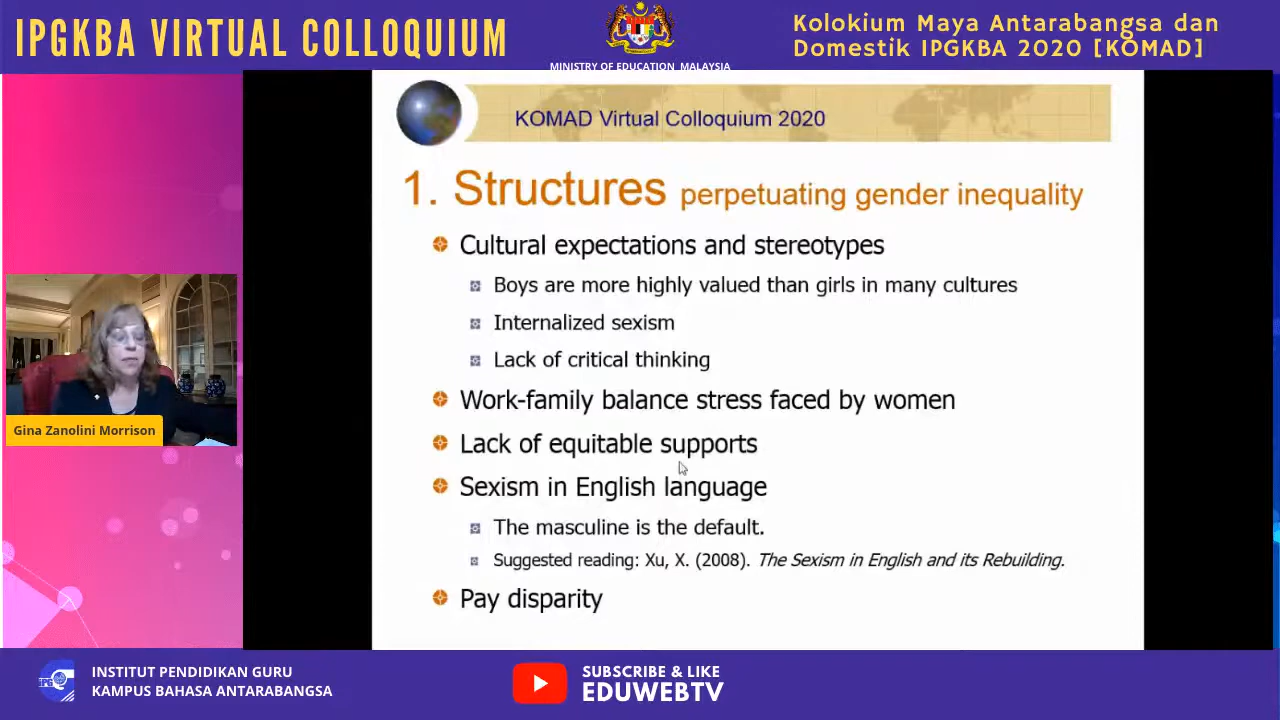 IPGKBA VIRTUAL COLLOQUIUM
MINISTRY OF EDUCATION MALAYSIA
Kolokium Maya Antarabangsa dan
Domestik IPGKBA 2020 [KOMAD]
KOMAD Virtual Colloquium 2020
1. Structures perpetuating gender inequality
Cultural expectations and stereotypes
Boys are more highly valued than girls in many cultures
Internalized sexism
Lack of critical thinking
Work-family balance stress faced by women
Lack of equitable supports
Sexism in English language
The masculine is the default.
Suggested reading: Xu, X. (2008). The Sexism in English and its Rebuilding.
Pay disparity
Gina Zanolini Morrison
INSTITUT PENDIDIKAN GURU
KAMPUS BAHASA ANTARABANGSA
SUBSCRIBE & LIKE
EDUWEBTV